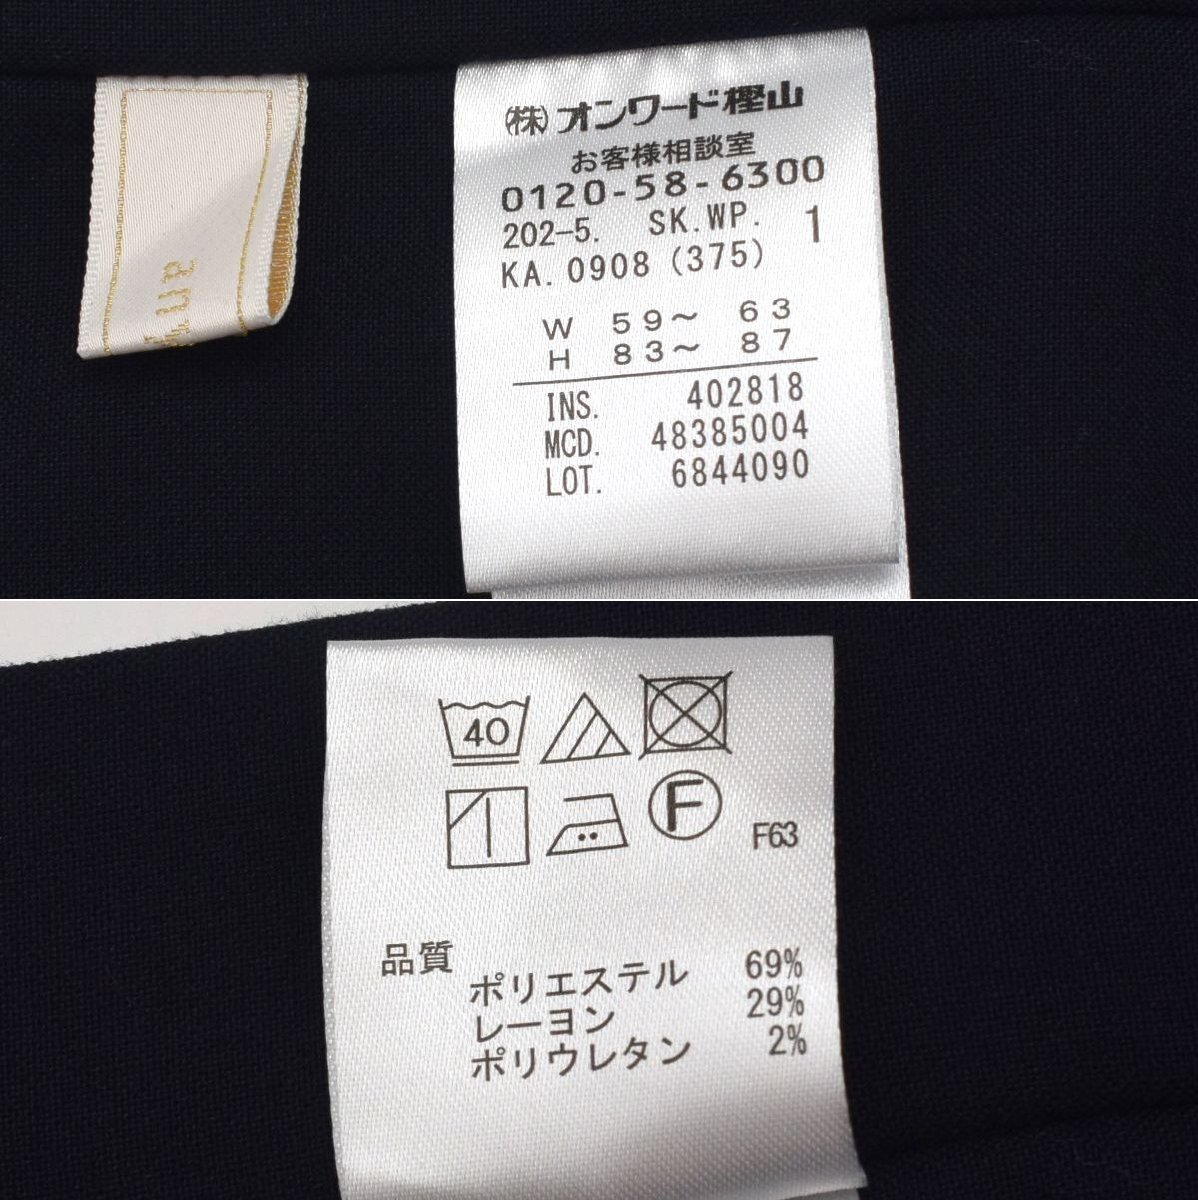 (株)オンワード樫山
お客様相談室
0120-58-6300
202-5. SK.WP. 1
KA. 0908 (375)
W 59～ 63
H 83～ 87
INS. 402818
MCD. 48385004
LOT. 6844090
40
F
F63
品質
ポリエステル 69%
レーヨン 29%
ポリウレタン 2%